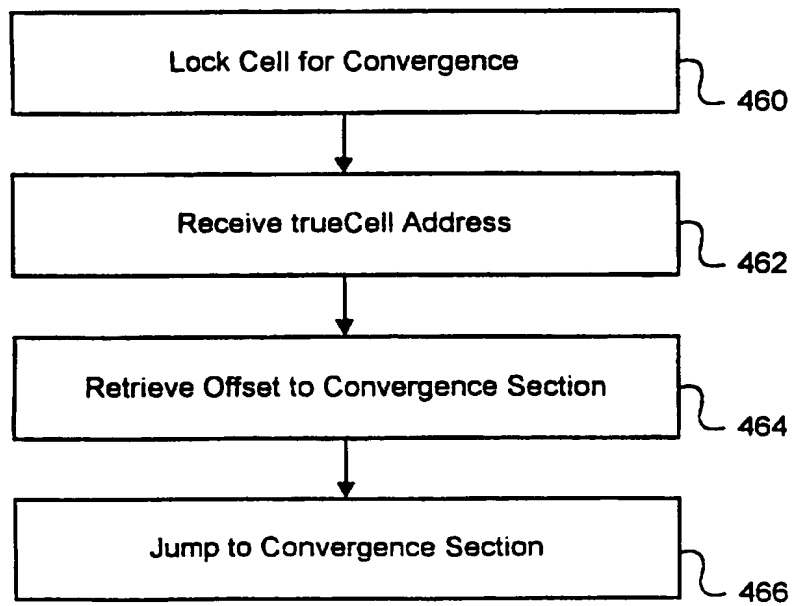 Lock Cell for Convergence
460
Receive trueCell Address
462
Retrieve Offset to Convergence Section
464
Jump to Convergence Section
466